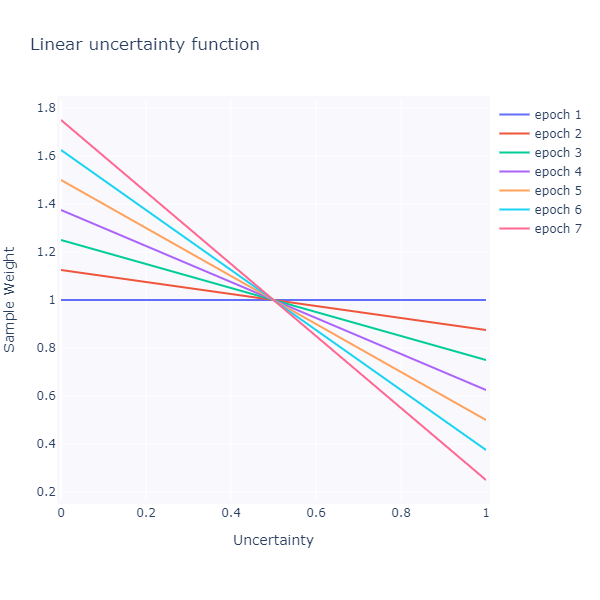 Linear uncertainty function
1.8
1.6
1.4
1.2
1
0.8
0.6
0.4
0.2
Sample Weight
0
0.2
0.4
0.6
0.8
1
Uncertainty
epoch 1
epoch 2
epoch 3
epoch 4
epoch 5
epoch 6
epoch 7